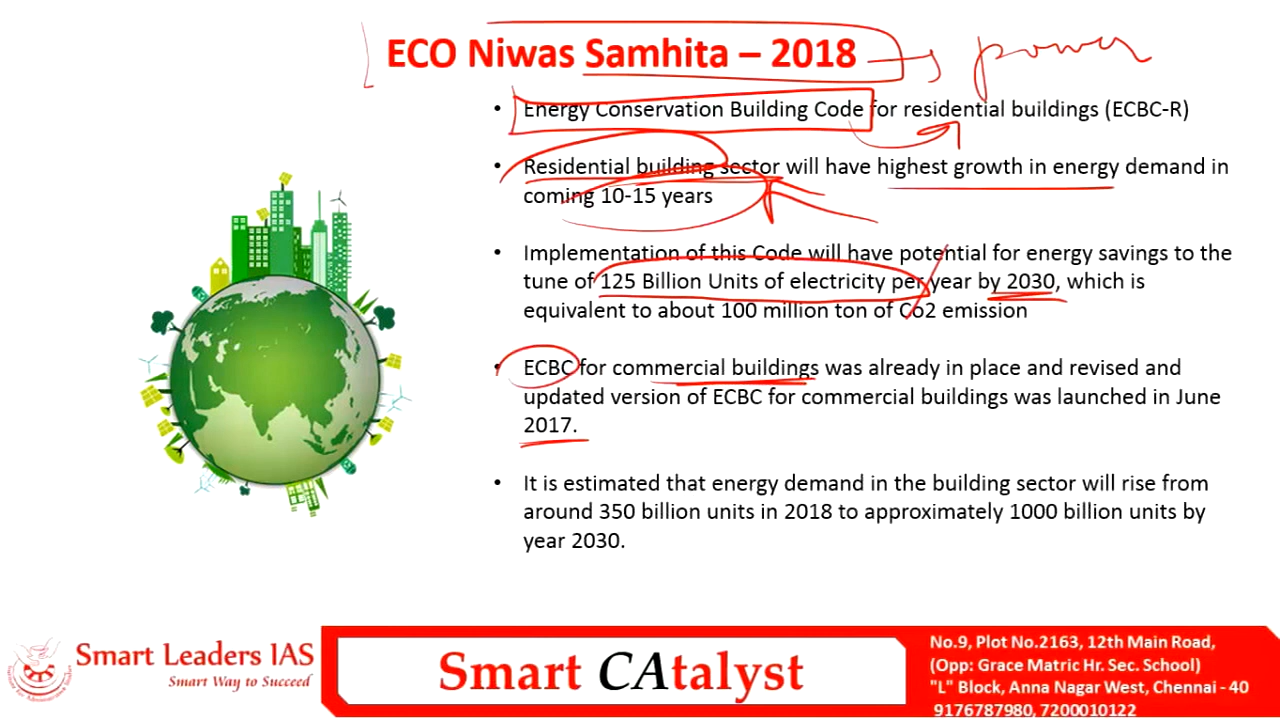 ECO Niwas Samhita – 2018
power
• Energy Conservation Building Code for residential buildings (ECBC-R)
• Residential building sector will have highest growth in energy demand in
coming 10-15 years
• Implementation of this Code will have potential for energy savings to the
tune of 125 Billion Units of electricity per year by 2030, which is
equivalent to about 100 million ton of Co2 emission
• ECBC for commercial buildings was already in place and revised and
updated version of ECBC for commercial buildings was launched in June
2017.
• It is estimated that energy demand in the building sector will rise from
around 350 billion units in 2018 to approximately 1000 billion units by
year 2030.
Smart Leaders IAS
Smart Way to Succeed
Smart CAtalyst
No.9, Plot No.2163, 12th Main Road,
(Opp: Grace Matric Hr. Sec. School)
"L" Block, Anna Nagar West, Chennai - 40
9176787980, 7200010122